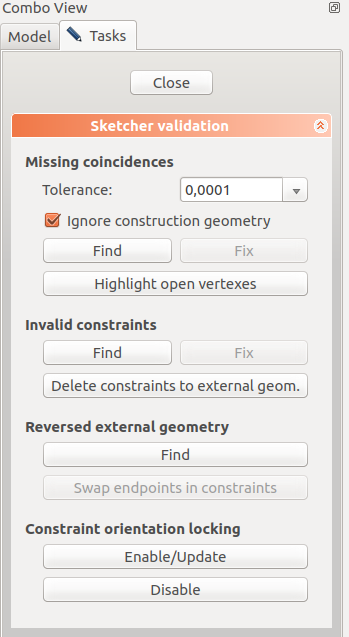 Combo View
Model Tasks
Close
Sketcher validation
Missing coincidences
Tolerance: 0,0001
Ignore construction geometry
Find Fix
Highlight open vertexes
Invalid constraints
Find Fix
Delete constraints to external geom.
Reversed external geometry
Find
Swap endpoints in constraints
Constraint orientation locking
Enable/Update
Disable